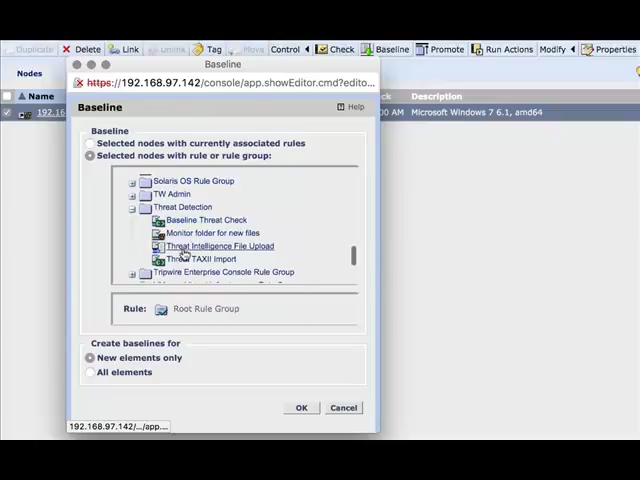 Duplicate Delete Link Unlink Tag Move Control Check Baseline Promote Run Actions Modify Properties
Baseline
Nodes
https://192.168.97.142/console/app.showEditor.cmd?edito...
Name
Description
Baseline
Help
192.16
00 AM Microsoft Windows 7 6.1, amd64
Baseline
Selected nodes with currently associated rules
Selected nodes with rule or rule group:
Solaris OS Rule Group
TW Admin
Threat Detection
Baseline Threat Check
Monitor folder for new files
Threat Intelligence File Upload
Threat TAXII Import
Tripwire Enterprise Console Rule Group
Rule: Root Rule Group
Create baselines for
New elements only
All elements
OK Cancel
192.168.97.142/.../app....